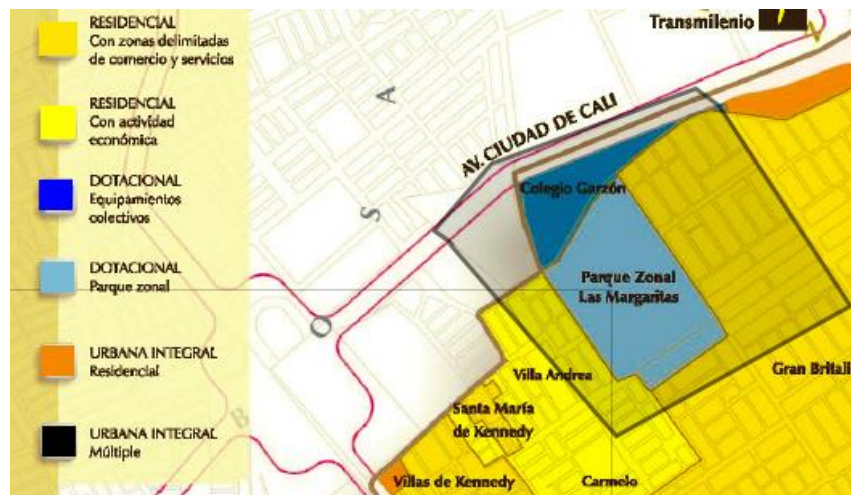 RESIDENCIAL
Con zonas delimitadas
de comercio y servicios
RESIDENCIAL
Con actividad
económica
DOTACIONAL
Equipamientos
colectivos
DOTACIONAL
Parque zonal
URBANA INTEGRAL
Residencial
URBANA INTEGRAL
Múltiple
Transmilenio
AV. CIUDAD DE CALI
Colegio Garzón
Parque Zonal
Las Margaritas
Villa Andrea
Gran Britali
Santa María
de Kennedy
Villas de Kennedy
Carmelo
A
S
O
B